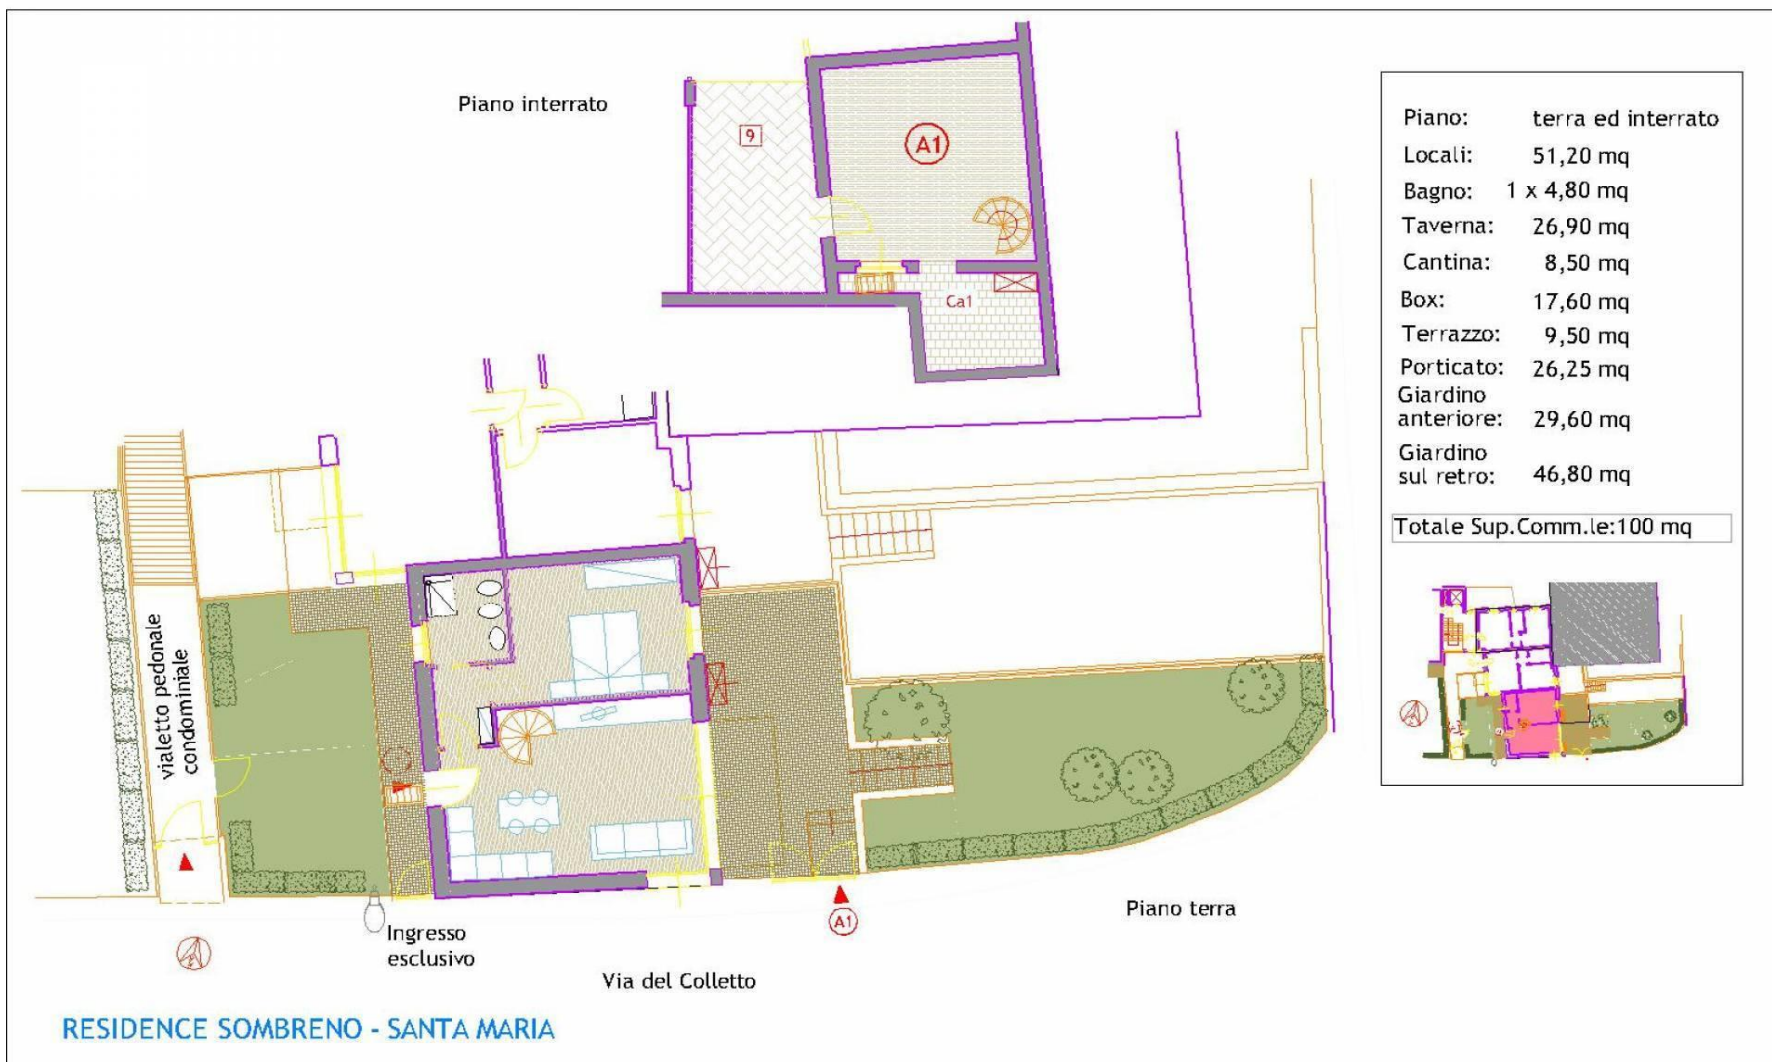 Piano interrato
9
A1
Ca1
Piano: terra ed interrato
Locali: 51,20 mq
Bagno: 1 x 4,80 mq
Taverna: 26,90 mq
Cantina: 8,50 mq
Box: 17,60 mq
Terrazzo: 9,50 mq
Porticato: 26,25 mq
Giardino
anteriore: 29,60 mq
Giardino
sul retro: 46,80 mq
Totale Sup.Comm.le:100 mq
vialetto pedonale
condominiale
Ingresso
esclusivo
A1
Piano terra
Via del Colletto
RESIDENCE SOMBRENO - SANTA MARIA